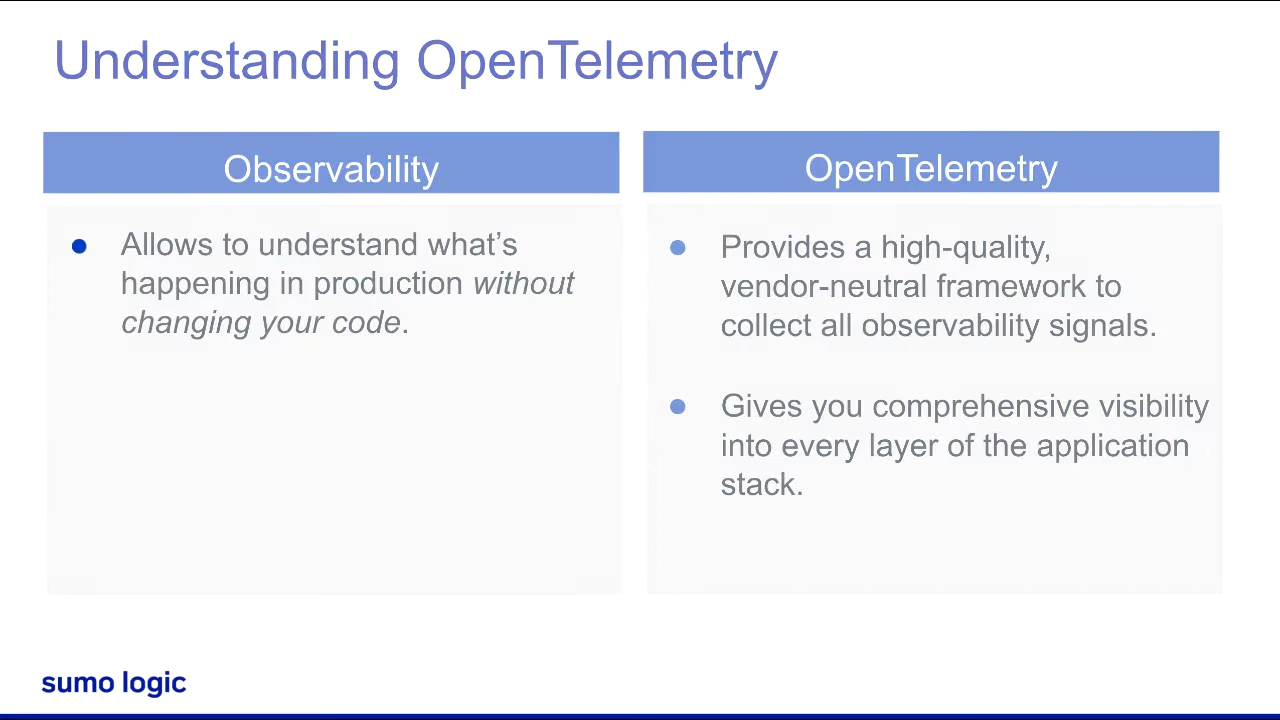 Understanding OpenTelemetry
Observability
● Allows to understand what’s
happening in production without
changing your code.
OpenTelemetry
● Provides a high-quality,
vendor-neutral framework to
collect all observability signals.
● Gives you comprehensive visibility
into every layer of the application
stack.
sumo logic